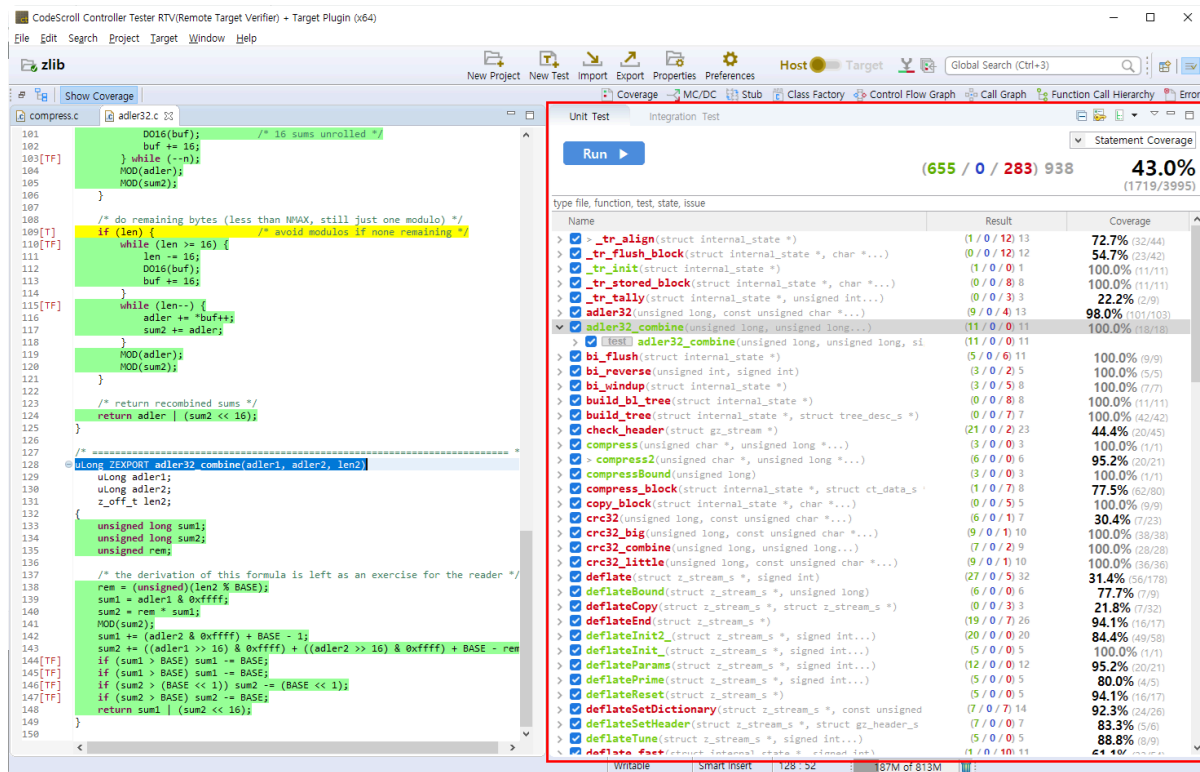 CodeScroll Controller Tester RTV(Remote Target Verifier) + Target Plugin (x64)
File Edit Search Project Target Window Help
zlib
New Project New Test Import Export Properties Preferences
Host Target
Global Search (Ctrl+3)
Show Coverage
Coverage MC/DC Stub Class Factory Control Flow Graph Call Graph Function Call Hierarchy Error
compress.c adler32.c
101 DO16(buf); /* 16 sums unrolled */
102 buf += 16;
103[TF] } while (--n);
104 MOD(adler);
105 MOD(sum2);
106 }
107
108 /* do remaining bytes (less than NMAX, still just one modulo) */
109[T] if (len) { /* avoid modulos if none remaining */
110[TF] while (len >= 16) {
111 len -= 16;
112 DO16(buf);
113 buf += 16;
114 }
115[TF] while (len--) {
116 adler += *buf++;
117 sum2 += adler;
118 }
119 MOD(adler);
120 MOD(sum2);
121 }
122
123 /* return recombined sums */
124 return adler | (sum2 << 16);
125 }
126
127 /* ========================================================================= *
128 uLong ZEXPORT adler32_combine(adler1, adler2, len2)
129 uLong adler1;
130 uLong adler2;
131 z_off_t len2;
132 {
133 unsigned long sum1;
134 unsigned long sum2;
135 unsigned rem;
136
137 /* the derivation of this formula is left as an exercise for the reader */
138 rem = (unsigned)(len2 % BASE);
139 sum1 = adler1 & 0xffff;
140 sum2 = rem * sum1;
141 MOD(sum2);
142 sum1 += (adler2 & 0xffff) + BASE - 1;
143 sum2 += ((adler1 >> 16) & 0xffff) + ((adler2 >> 16) & 0xffff) + BASE - rem
144[TF] if (sum1 > BASE) sum1 -= BASE;
145[TF] if (sum1 > BASE) sum1 -= BASE;
146[TF] if (sum2 > (BASE << 1)) sum2 -= (BASE << 1);
147[TF] if (sum2 > BASE) sum2 -= BASE;
148 return sum1 | (sum2 << 16);
149 }
150
Unit Test Integration Test
Run
Statement Coverage
(655 / 0 / 283) 938
43.0%
(1719/3995)
type file, function, test, state, issue
Name Result Coverage
> _tr_align(struct internal_state *) (1 / 0 / 12) 13 72.7% (32/44)
_tr_flush_block(struct internal_state *, char *...) (0 / 0 / 12) 12 54.7% (23/42)
_tr_init(struct internal_state *) (1 / 0 / 0) 1 100.0% (11/11)
_tr_stored_block(struct internal_state *, char *...) (0 / 0 / 8) 8 100.0% (11/11)
_tr_tally(struct internal_state *, unsigned int...) (0 / 0 / 3) 3 22.2% (2/9)
adler32(unsigned long, const unsigned char *...) (9 / 0 / 4) 13 98.0% (101/103)
adler32_combine(unsigned long, unsigned long...) (11 / 0 / 0) 11 100.0% (18/18)
test adler32_combine(unsigned long, unsigned long, si (11 / 0 / 0) 11
bi_flush(struct internal_state *) (5 / 0 / 6) 11 100.0% (9/9)
bi_reverse(unsigned int, signed int) (3 / 0 / 2) 5 100.0% (5/5)
bi_windup(struct internal_state *) (3 / 0 / 5) 8 100.0% (7/7)
build_bl_tree(struct internal_state *) (0 / 0 / 8) 8 100.0% (11/11)
build_tree(struct internal_state *, struct tree_desc_s *) (0 / 0 / 7) 7 100.0% (42/42)
check_header(struct gz_stream *) (21 / 0 / 2) 23 44.4% (20/45)
compress(unsigned char *, unsigned long *...) (3 / 0 / 0) 3 100.0% (1/1)
> compress2(unsigned char *, unsigned long *...) (6 / 0 / 0) 6 95.2% (20/21)
compressBound(unsigned long) (3 / 0 / 0) 3 100.0% (1/1)
compress_block(struct internal_state *, struct ct_data_s (1 / 0 / 7) 8 77.5% (62/80)
copy_block(struct internal_state *, char *...) (0 / 0 / 5) 5 100.0% (9/9)
crc32(unsigned long, const unsigned char *...) (6 / 0 / 1) 7 30.4% (7/23)
crc32_big(unsigned long, const unsigned char *...) (9 / 0 / 1) 10 100.0% (38/38)
crc32_combine(unsigned long, unsigned long...) (7 / 0 / 2) 9 100.0% (28/28)
crc32_little(unsigned long, const unsigned char *...) (9 / 0 / 1) 10 100.0% (36/36)
deflate(struct z_stream_s *, signed int) (27 / 0 / 5) 32 31.4% (56/178)
deflateBound(struct z_stream_s *, unsigned long) (6 / 0 / 0) 6 77.7% (7/9)
deflateCopy(struct z_stream_s *, struct z_stream_s *) (0 / 0 / 3) 3 21.8% (7/32)
deflateEnd(struct z_stream_s *) (19 / 0 / 7) 26 94.1% (16/17)
deflateInit2_(struct z_stream_s *, signed int...) (20 / 0 / 0) 20 84.4% (49/58)
deflateInit_(struct z_stream_s *, signed int...) (5 / 0 / 0) 5 100.0% (1/1)
deflateParams(struct z_stream_s *, signed int...) (12 / 0 / 0) 12 95.2% (20/21)
deflatePrime(struct z_stream_s *, signed int...) (5 / 0 / 0) 5 80.0% (4/5)
deflateReset(struct z_stream_s *) (5 / 0 / 0) 5 94.1% (16/17)
deflateSetDictionary(struct z_stream_s *, const unsigned (7 / 0 / 7) 14 92.3% (24/26)
deflateSetHeader(struct z_stream_s *, struct gz_header_s (7 / 0 / 0) 7 83.3% (5/6)
deflateTune(struct z_stream_s *, signed int...) (5 / 0 / 0) 5 88.8% (8/9)
deflate_fast(struct internal_state *, signed int) (1 / 0 / 10) 11 61.1%
Writable Smart Insert 128 : 52 187M of 813M